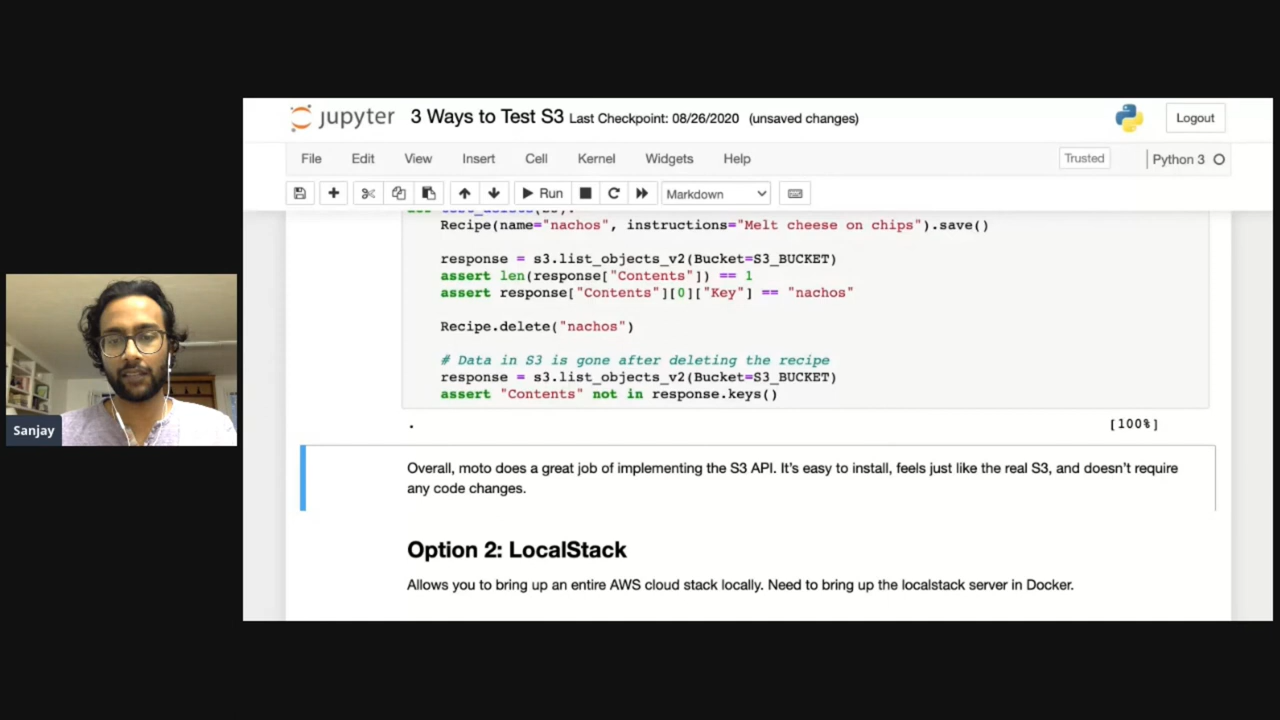 jupyter 3 Ways to Test S3 Last Checkpoint: 08/26/2020 (unsaved changes)
Logout
File Edit View Insert Cell Kernel Widgets Help
Trusted
Python 3
Run
Markdown
def test_delete(s3):
Recipe(name="nachos", instructions="Melt cheese on chips").save()
response = s3.list_objects_v2(Bucket=S3_BUCKET)
assert len(response["Contents"]) == 1
assert response["Contents"][0]["Key"] == "nachos"
Recipe.delete("nachos")
# Data in S3 is gone after deleting the recipe
response = s3.list_objects_v2(Bucket=S3_BUCKET)
assert "Contents" not in response.keys()
. [100%]
Sanjay
Overall, moto does a great job of implementing the S3 API. It's easy to install, feels just like the real S3, and doesn't require
any code changes.
Option 2: LocalStack
Allows you to bring up an entire AWS cloud stack locally. Need to bring up the localstack server in Docker.